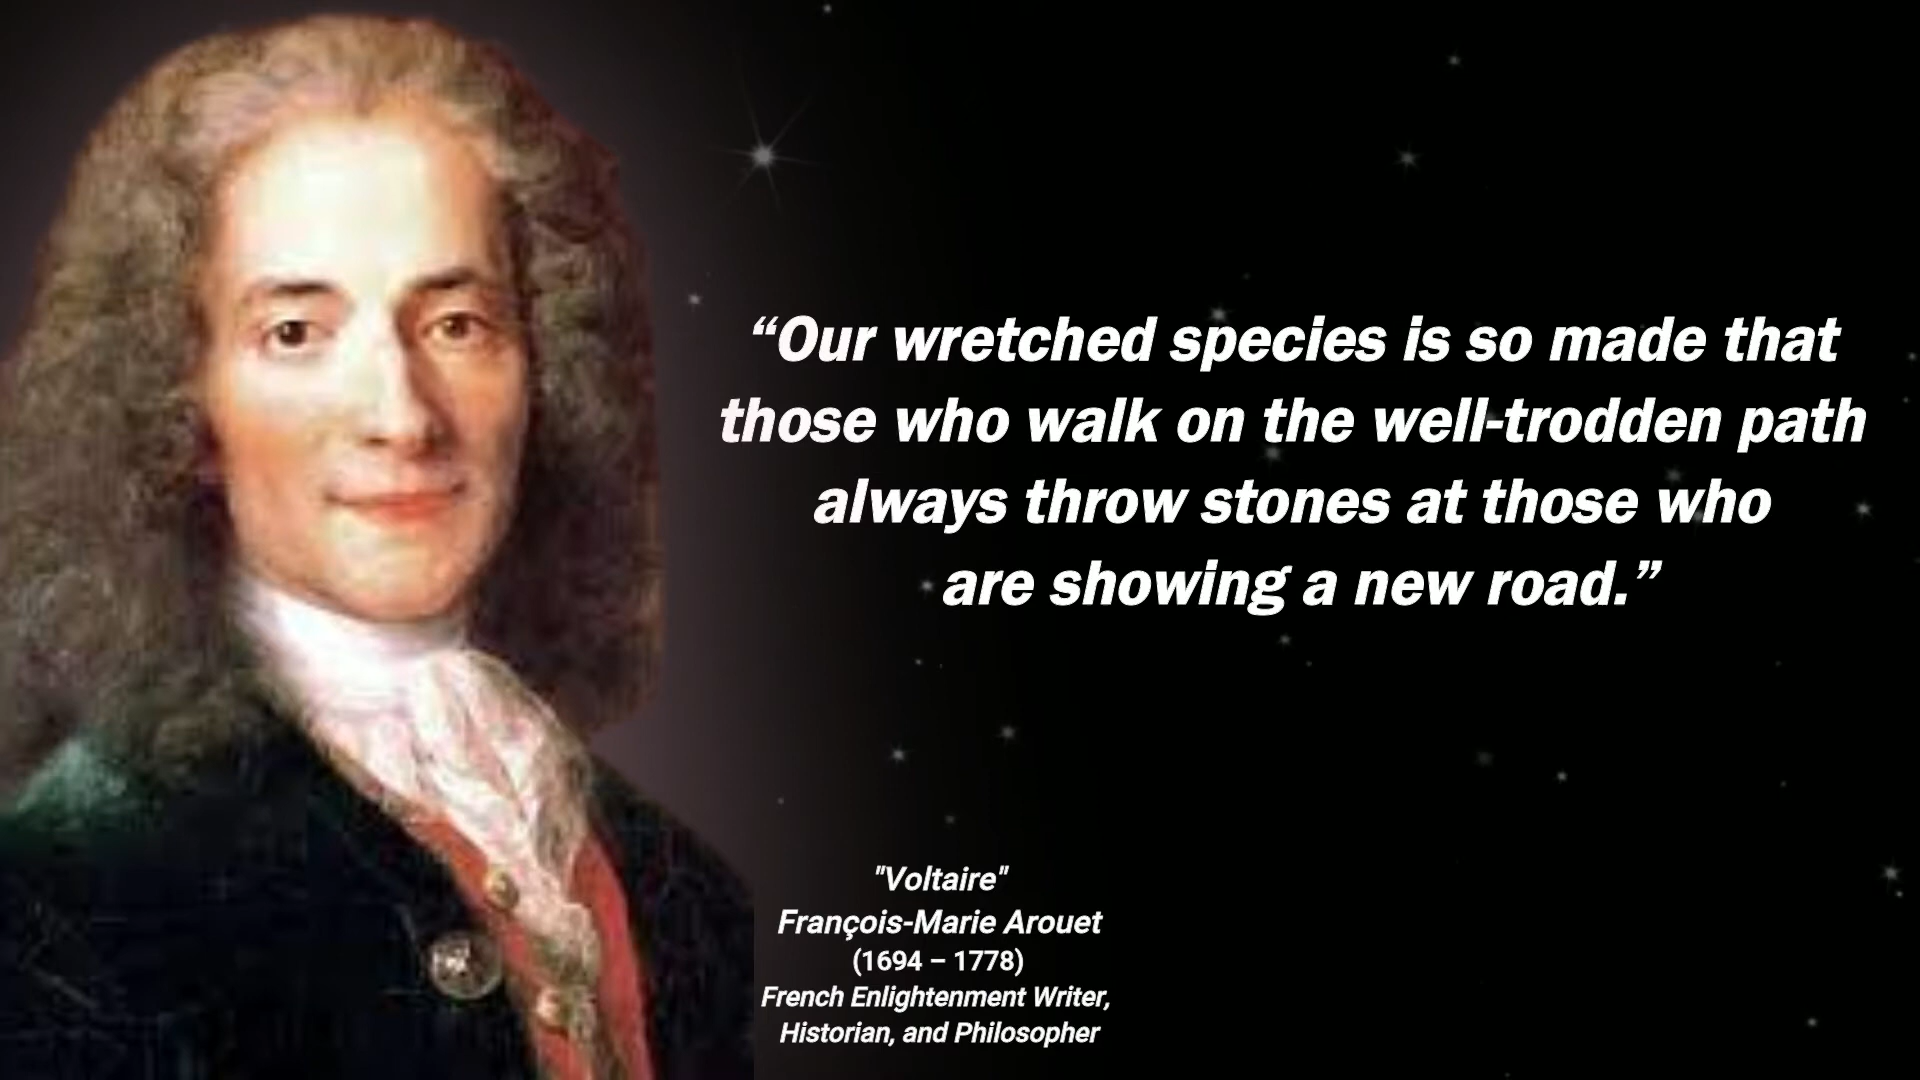 “Our wretched species is so made that
those who walk on the well-trodden path
always throw stones at those who
are showing a new road.”
"Voltaire"
François-Marie Arouet
(1694 – 1778)
French Enlightenment Writer,
Historian, and Philosopher